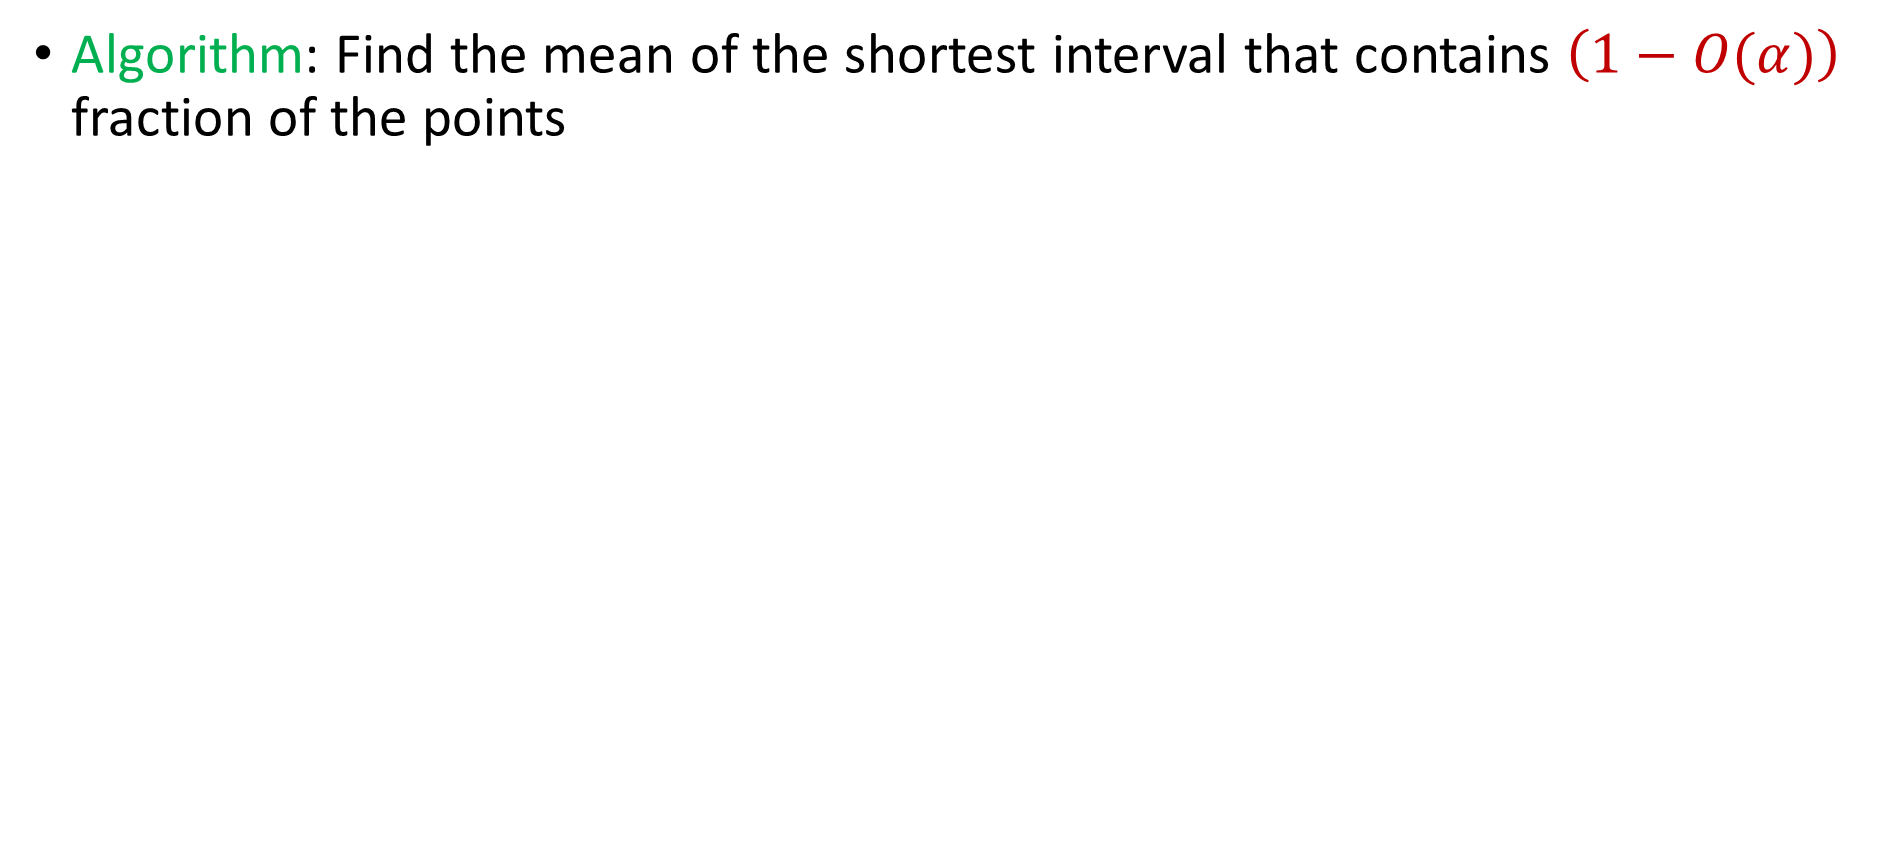 • Algorithm: Find the mean of the shortest interval that contains (1 − O(α))
fraction of the points